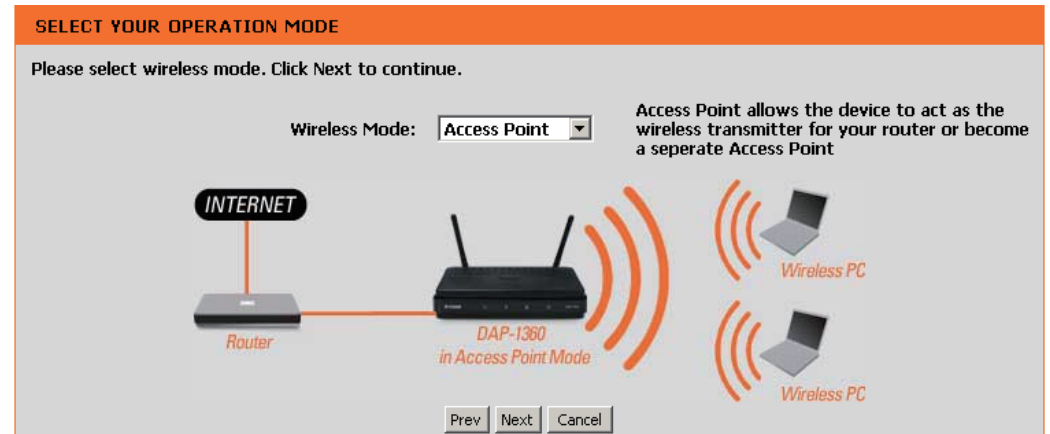 SELECT YOUR OPERATION MODE
Please select wireless mode. Click Next to continue.
Wireless Mode: Access Point
Access Point allows the device to act as the
wireless transmitter for your router or become
a seperate Access Point
INTERNET
Router
DAP-1360
in Access Point Mode
Wireless PC
Wireless PC
Prev Next Cancel